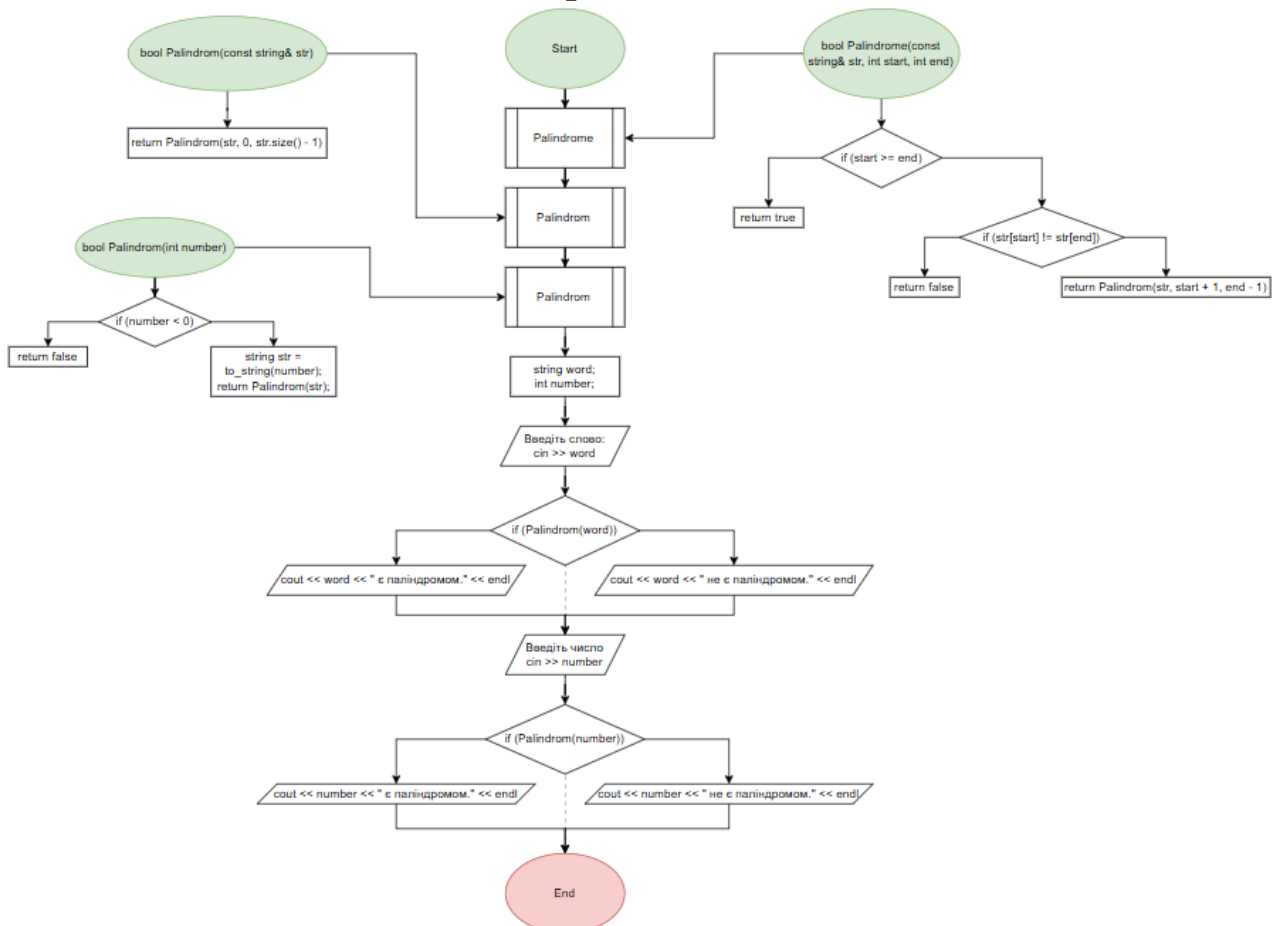 bool Palindrom(const string& str)
return Palindrom(str, 0, str.size() - 1)
Start
bool Palindrome(const
string& str, int start, int end)
Palindrome
Palindrom
Palindrom
if (start >= end)
return true
if (str[start] != str[end])
return false
return Palindrom(str, start + 1, end - 1)
bool Palindrom(int number)
if (number < 0)
return false
string str =
to_string(number);
return Palindrom(str);
string word;
int number;
Введіть слово:
cin >> word
if (Palindrom(word))
cout << word << " є паліндромом." << endl
cout << word << " не є паліндромом." << endl
Введіть число
cin >> number
if (Palindrom(number))
cout << number << " є паліндромом." << endl
cout << number << " не є паліндромом." << endl
End